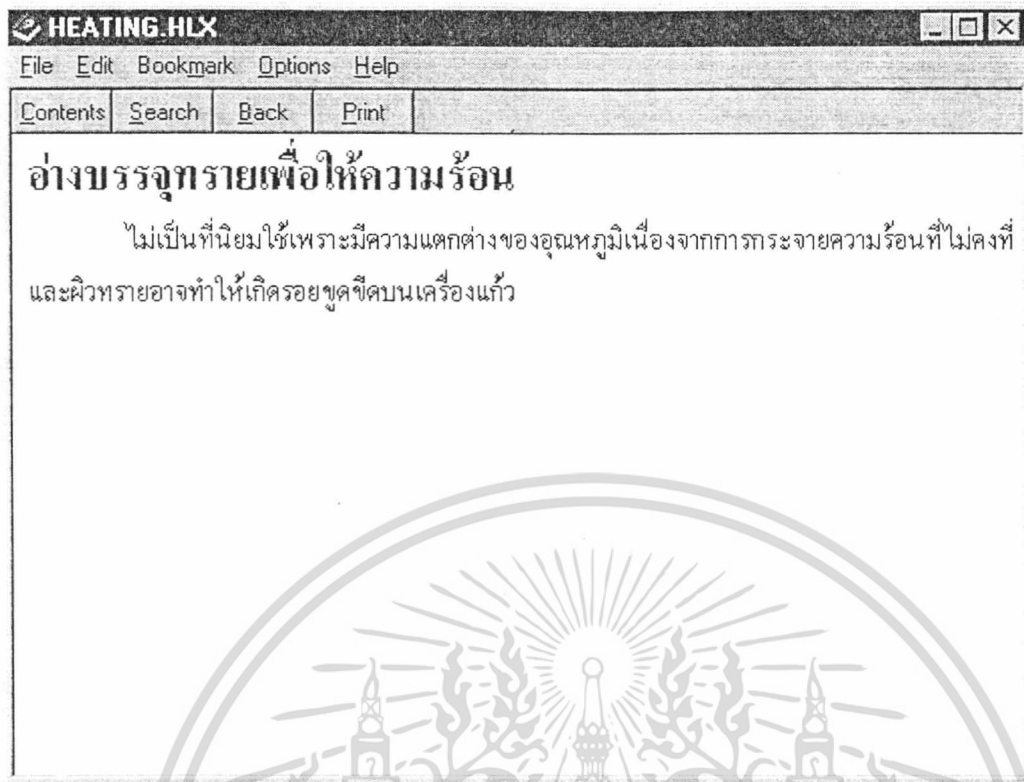 HEATING.HLX
File Edit Bookmark Options Help
Contents Search Back Print
อ่างบรรจุทรายเพื่อให้ความร้อน
ไม่เป็นที่นิยมใช้เพราะมีความแตกต่างของอุณหภูมิเนื่องจากการกระจายความร้อนที่ไม่คงที่
และผิวทรายอาจทำให้เกิดรอยขูดขีดบนเครื่องแก้ว